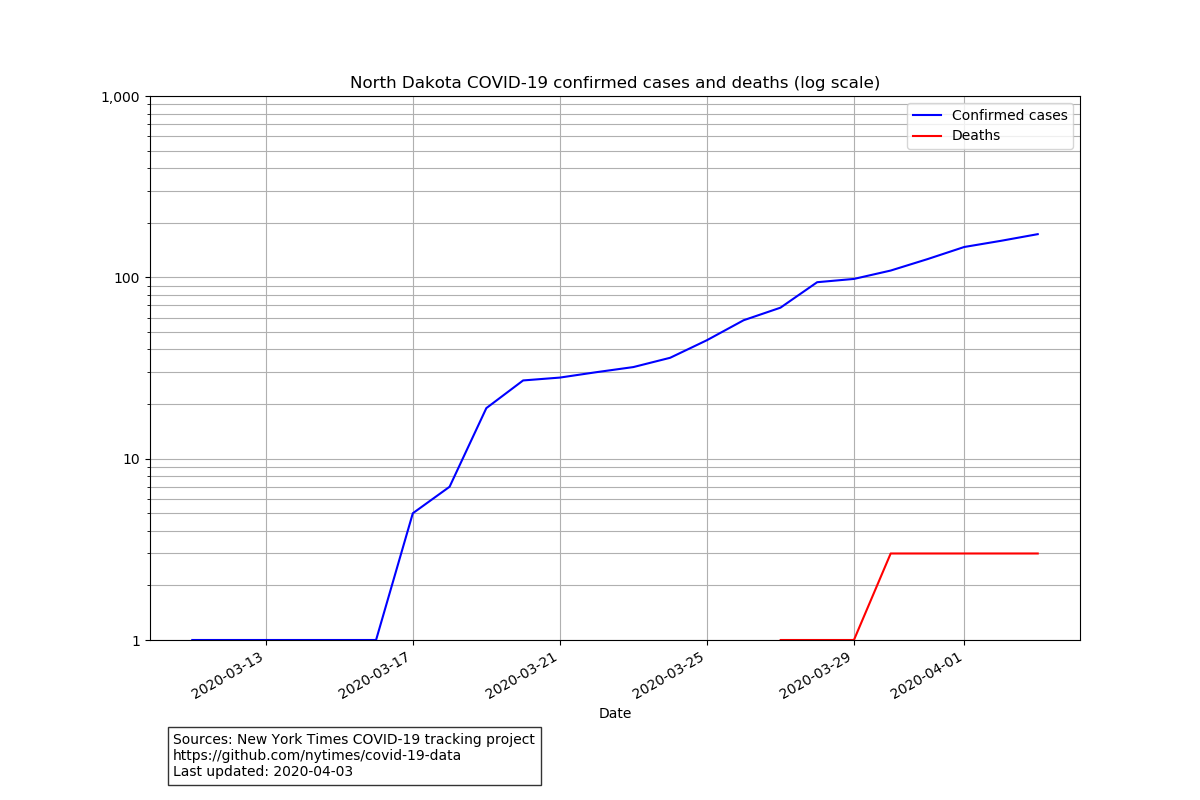 North Dakota COVID-19 confirmed cases and deaths (log scale)
1,000
100
10
1
Confirmed cases
Deaths
2020-03-13
2020-03-17
2020-03-21
2020-03-25
2020-03-29
2020-04-01
Date
Sources: New York Times COVID-19 tracking project
https://github.com/nytimes/covid-19-data
Last updated: 2020-04-03